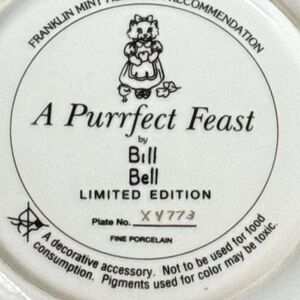 FRANKLIN MINT RECOMMENDATION
A Purrfect Feast
by
Bill
Bell
LIMITED EDITION
Plate No. XY773
FINE PORCELAIN
A decorative accessory. Not to be used for food
consumption. Pigments used for color may be toxic.